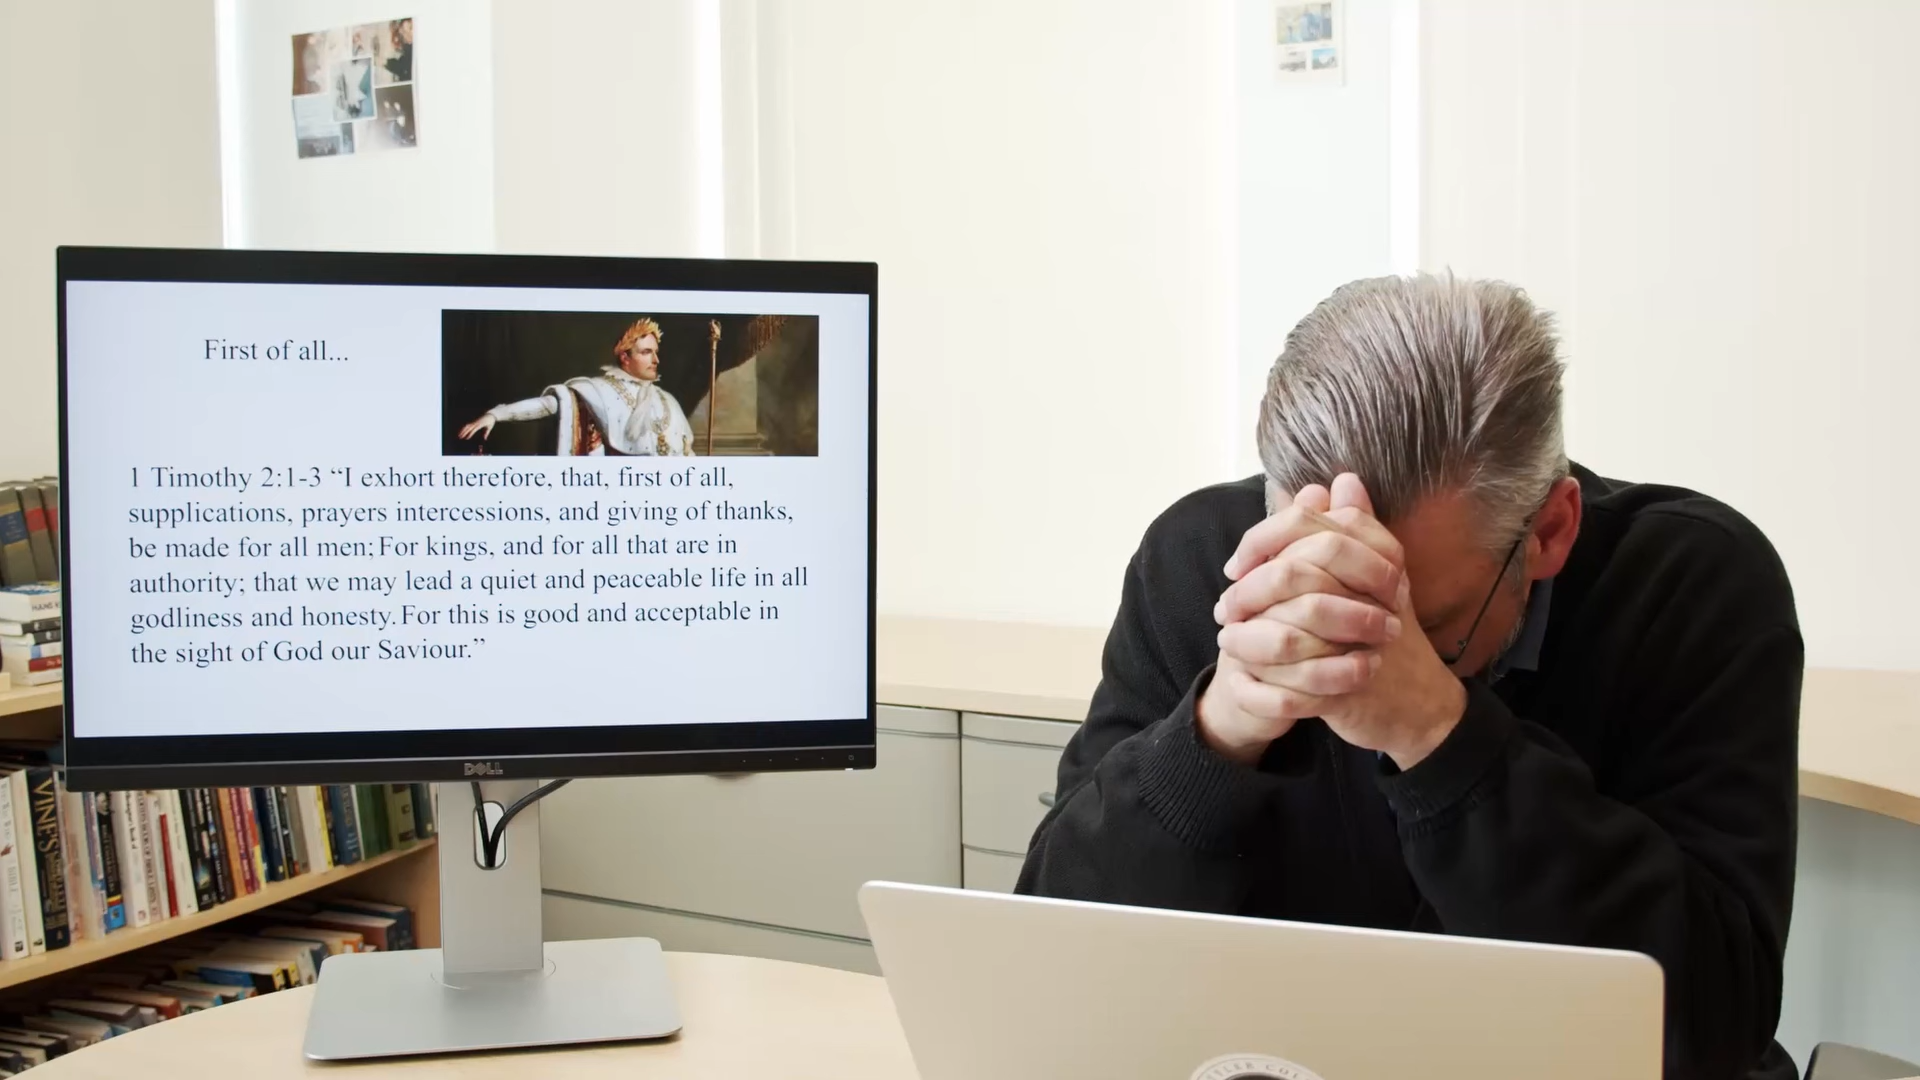 First of all...
1 Timothy 2:1-3 “I exhort therefore, that, first of all,
supplications, prayers intercessions, and giving of thanks,
be made for all men; For kings, and for all that are in
authority; that we may lead a quiet and peaceable life in all
godliness and honesty. For this is good and acceptable in
the sight of God our Saviour.”
DELL
HANS
VINE'S